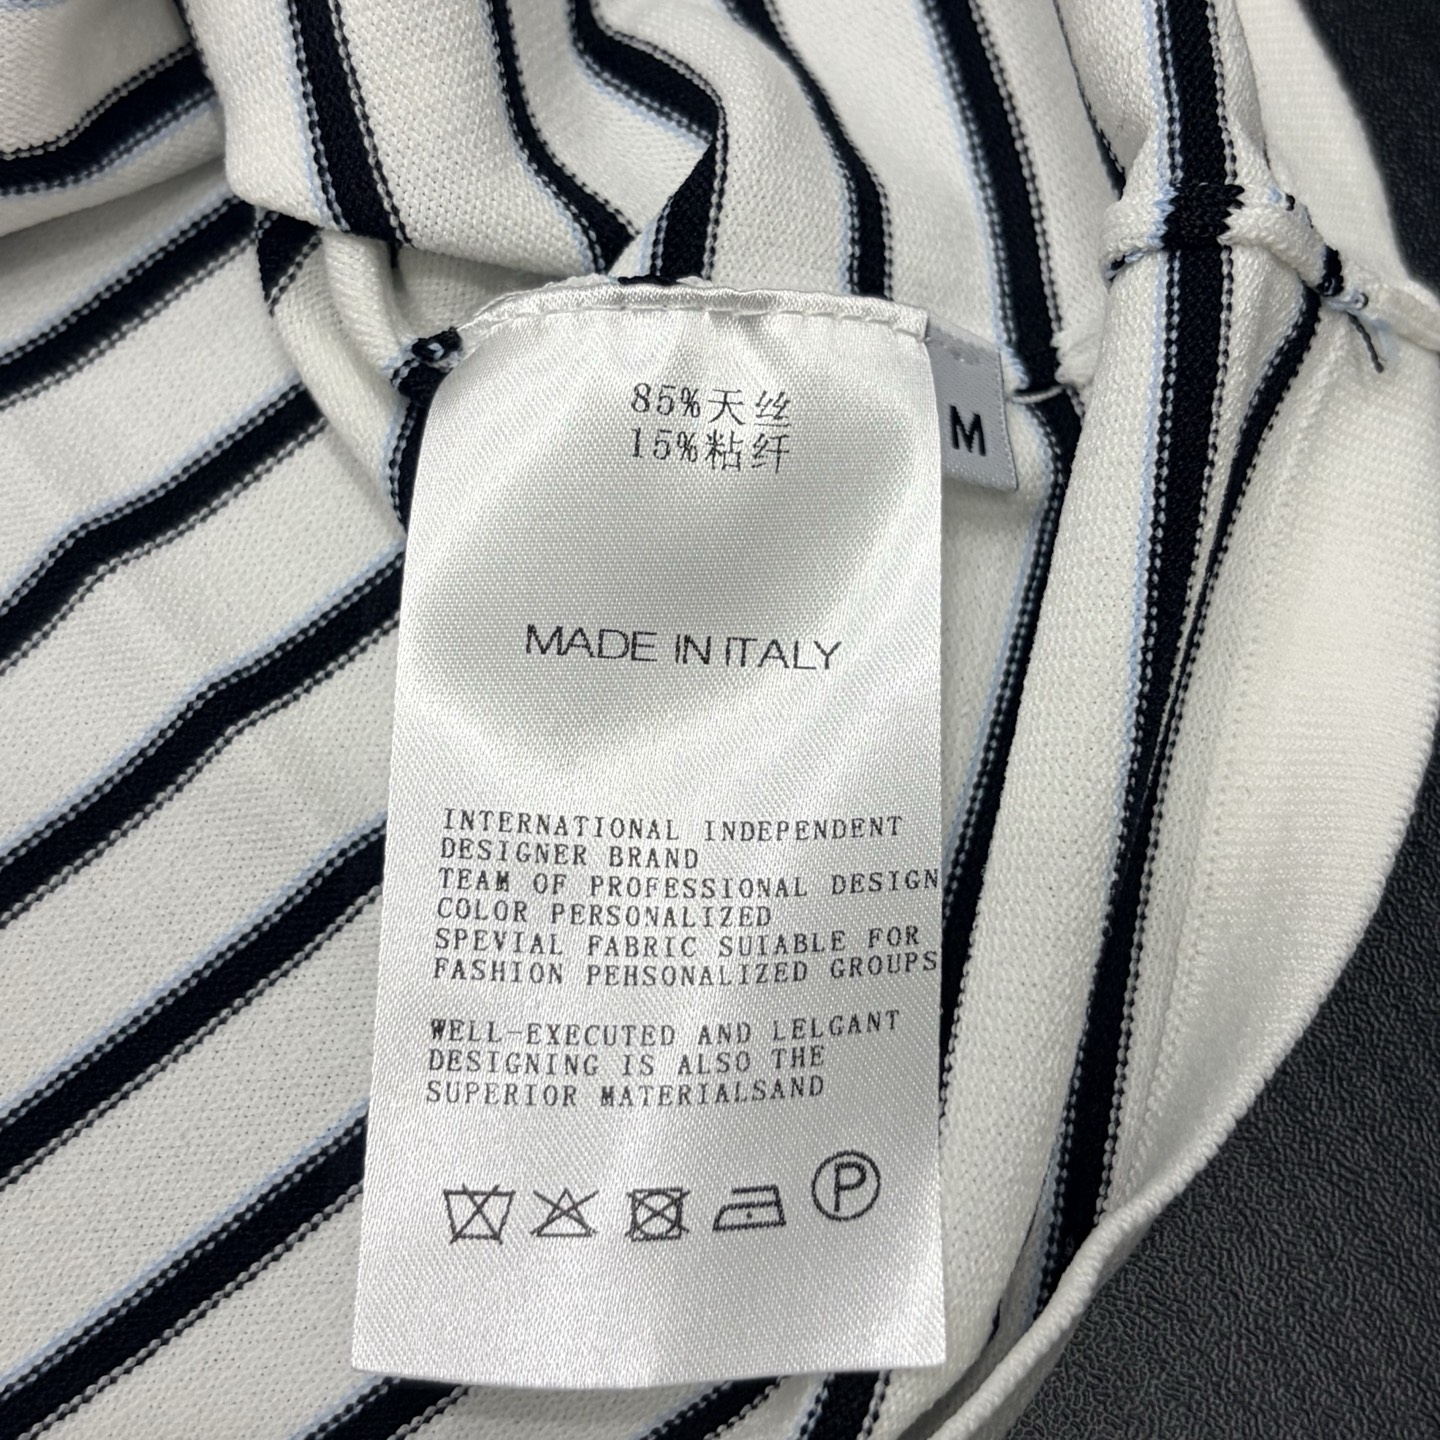 85%天丝
15%粘纤
M
MADE IN ITALY
INTERNATIONAL INDEPENDENT
DESIGNER BRAND
TEAM OF PROFESSIONAL DESIGN
COLOR PERSONALIZED
SPEVIAL FABRIC SUIABLE FOR
FASHION PEHSONALIZED GROUPS
WELL-EXECUTED AND LELGANT
DESIGNING IS ALSO THE
SUPERIOR MATERIALSAND
P